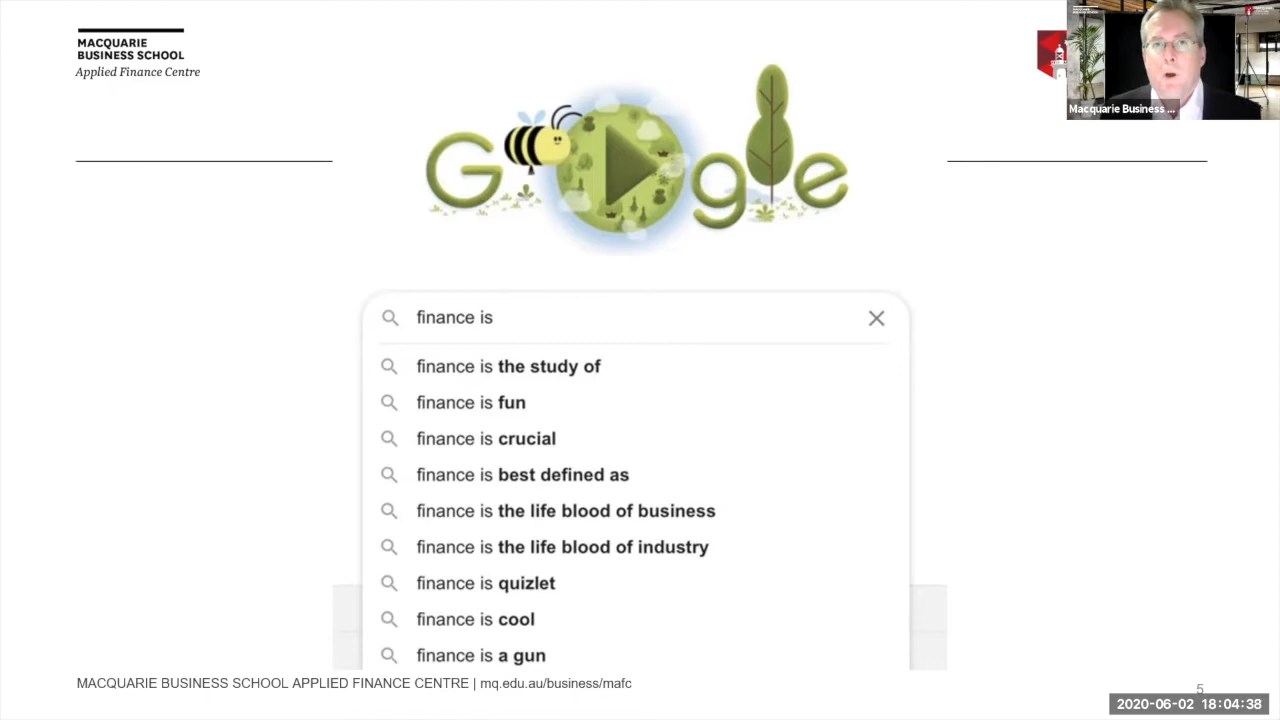 MACQUARIE
BUSINESS SCHOOL
Applied Finance Centre
Macquarie Business ...
Google
finance is
finance is the study of
finance is fun
finance is crucial
finance is best defined as
finance is the life blood of business
finance is the life blood of industry
finance is quizlet
finance is cool
finance is a gun
MACQUARIE BUSINESS SCHOOL APPLIED FINANCE CENTRE | mq.edu.au/business/mafc
5
2020-06-02 18:04:38